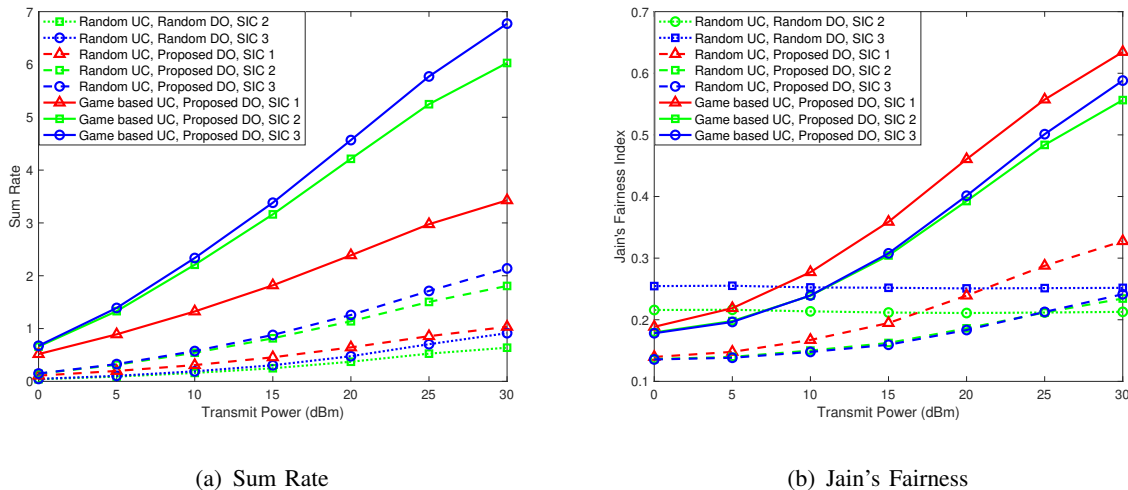 7
6
5
4
3
2
1
0
Sum Rate
Random UC, Random DO, SIC 2
Random UC, Random DO, SIC 3
Random UC, Proposed DO, SIC 1
Random UC, Proposed DO, SIC 2
Random UC, Proposed DO, SIC 3
Game based UC, Proposed DO, SIC 1
Game based UC, Proposed DO, SIC 2
Game based UC, Proposed DO, SIC 3
0 5 10 15 20 25 30
Transmit Power (dBm)
(a) Sum Rate
0.7
0.6
0.5
0.4
0.3
0.2
0.1
Jain's Fairness Index
Random UC, Random DO, SIC 2
Random UC, Random DO, SIC 3
Random UC, Proposed DO, SIC 1
Random UC, Proposed DO, SIC 2
Random UC, Proposed DO, SIC 3
Game based UC, Proposed DO, SIC 1
Game based UC, Proposed DO, SIC 2
Game based UC, Proposed DO, SIC 3
0 5 10 15 20 25 30
Transmit Power (dBm)
(b) Jain's Fairness